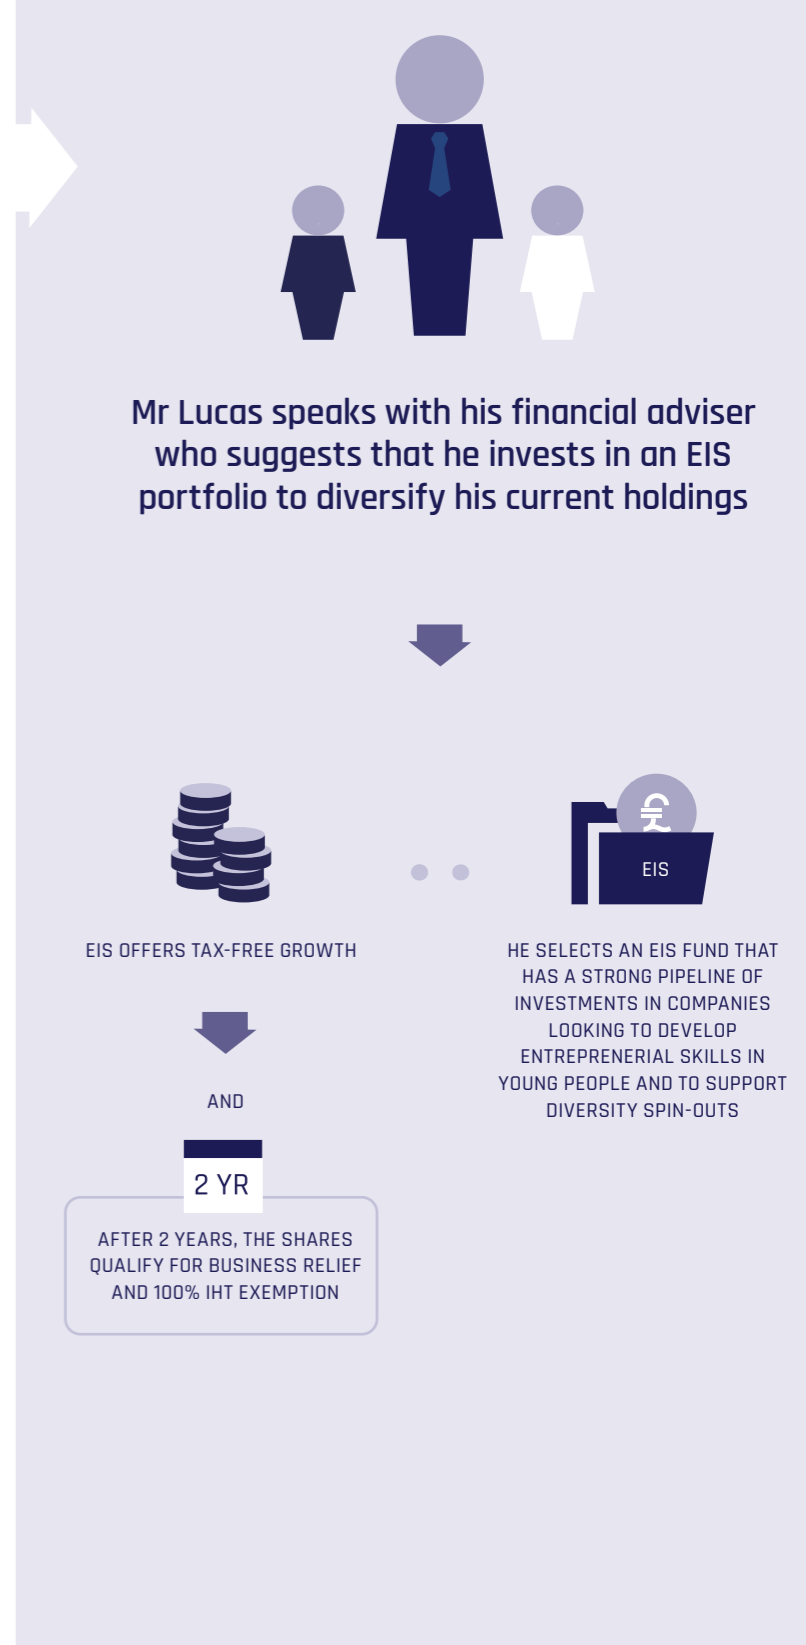 Mr Lucas speaks with his financial adviser
who suggests that he invests in an EIS
portfolio to diversify his current holdings
EIS OFFERS TAX-FREE GROWTH
AND
2 YR
AFTER 2 YEARS, THE SHARES
QUALIFY FOR BUSINESS RELIEF
AND 100% IHT EXEMPTION
£
EIS
HE SELECTS AN EIS FUND THAT
HAS A STRONG PIPELINE OF
INVESTMENTS IN COMPANIES
LOOKING TO DEVELOP
ENTREPRENERIAL SKILLS IN
YOUNG PEOPLE AND TO SUPPORT
DIVERSITY SPIN-OUTS